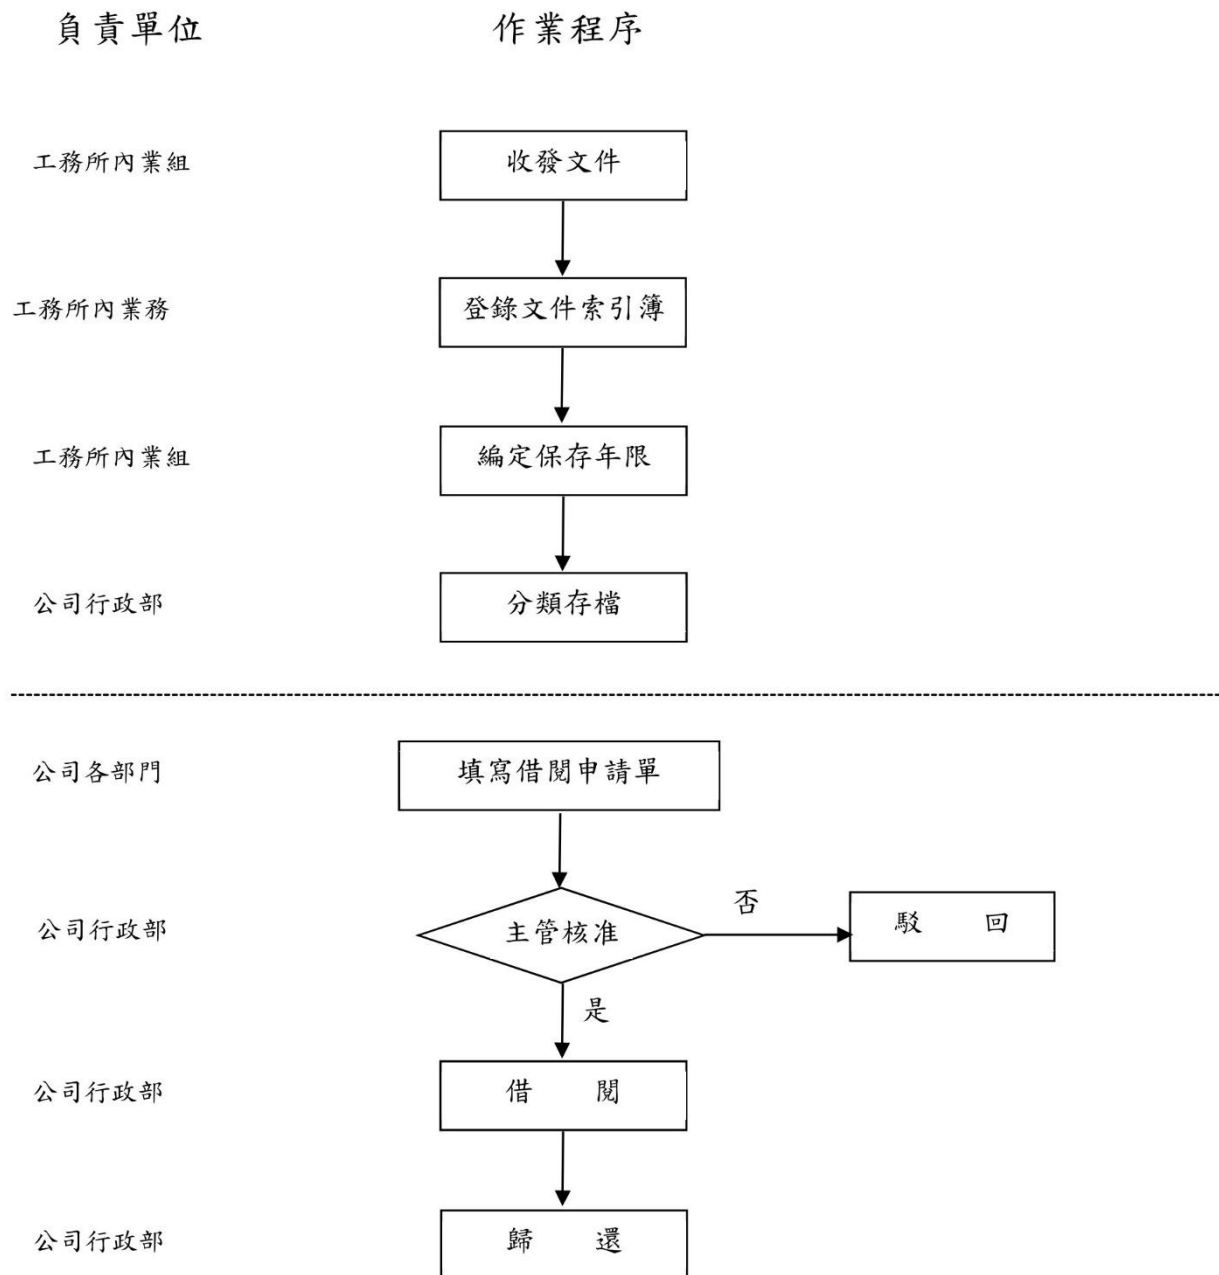 負責單位 作業程序
工務所內業組 收發文件
工務所內業務 登錄文件索引簿
工務所內業組 編定保存年限
公司行政部 分類存檔
公司各部門 填寫借閱申請單
公司行政部 主管核准 否 駁 回
是
公司行政部 借 閱
公司行政部 歸 還